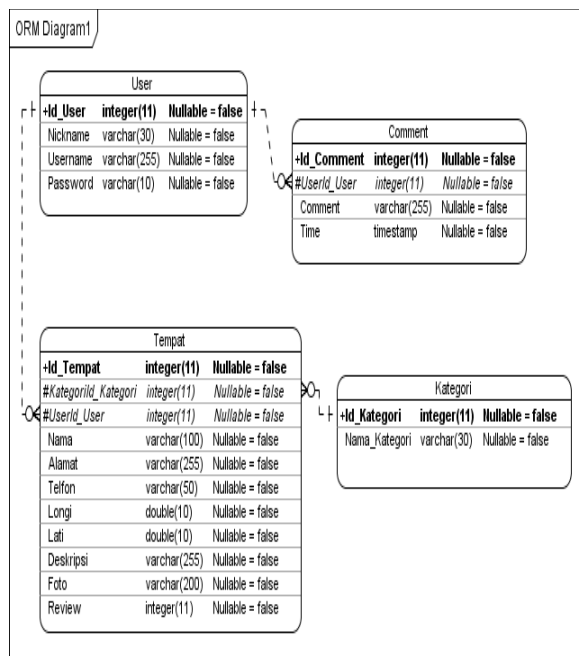 ORM Diagram1
User
+Id_User integer(11) Nullable = false
Nickname varchar(30) Nullable = false
Username varchar(255) Nullable = false
Password varchar(10) Nullable = false
Comment
+Id_Comment integer(11) Nullable = false
#UserId_User integer(11) Nullable = false
Comment varchar(255) Nullable = false
Time timestamp Nullable = false
Tempat
+Id_Tempat integer(11) Nullable = false
#KategoriId_Kategori integer(11) Nullable = false
#UserId_User integer(11) Nullable = false
Nama varchar(100) Nullable = false
Alamat varchar(255) Nullable = false
Telfon varchar(50) Nullable = false
Longi double(10) Nullable = false
Lati double(10) Nullable = false
Deskripsi varchar(255) Nullable = false
Foto varchar(200) Nullable = false
Review integer(11) Nullable = false
Kategori
+Id_Kategori integer(11) Nullable = false
Nama_Kategori varchar(30) Nullable = false